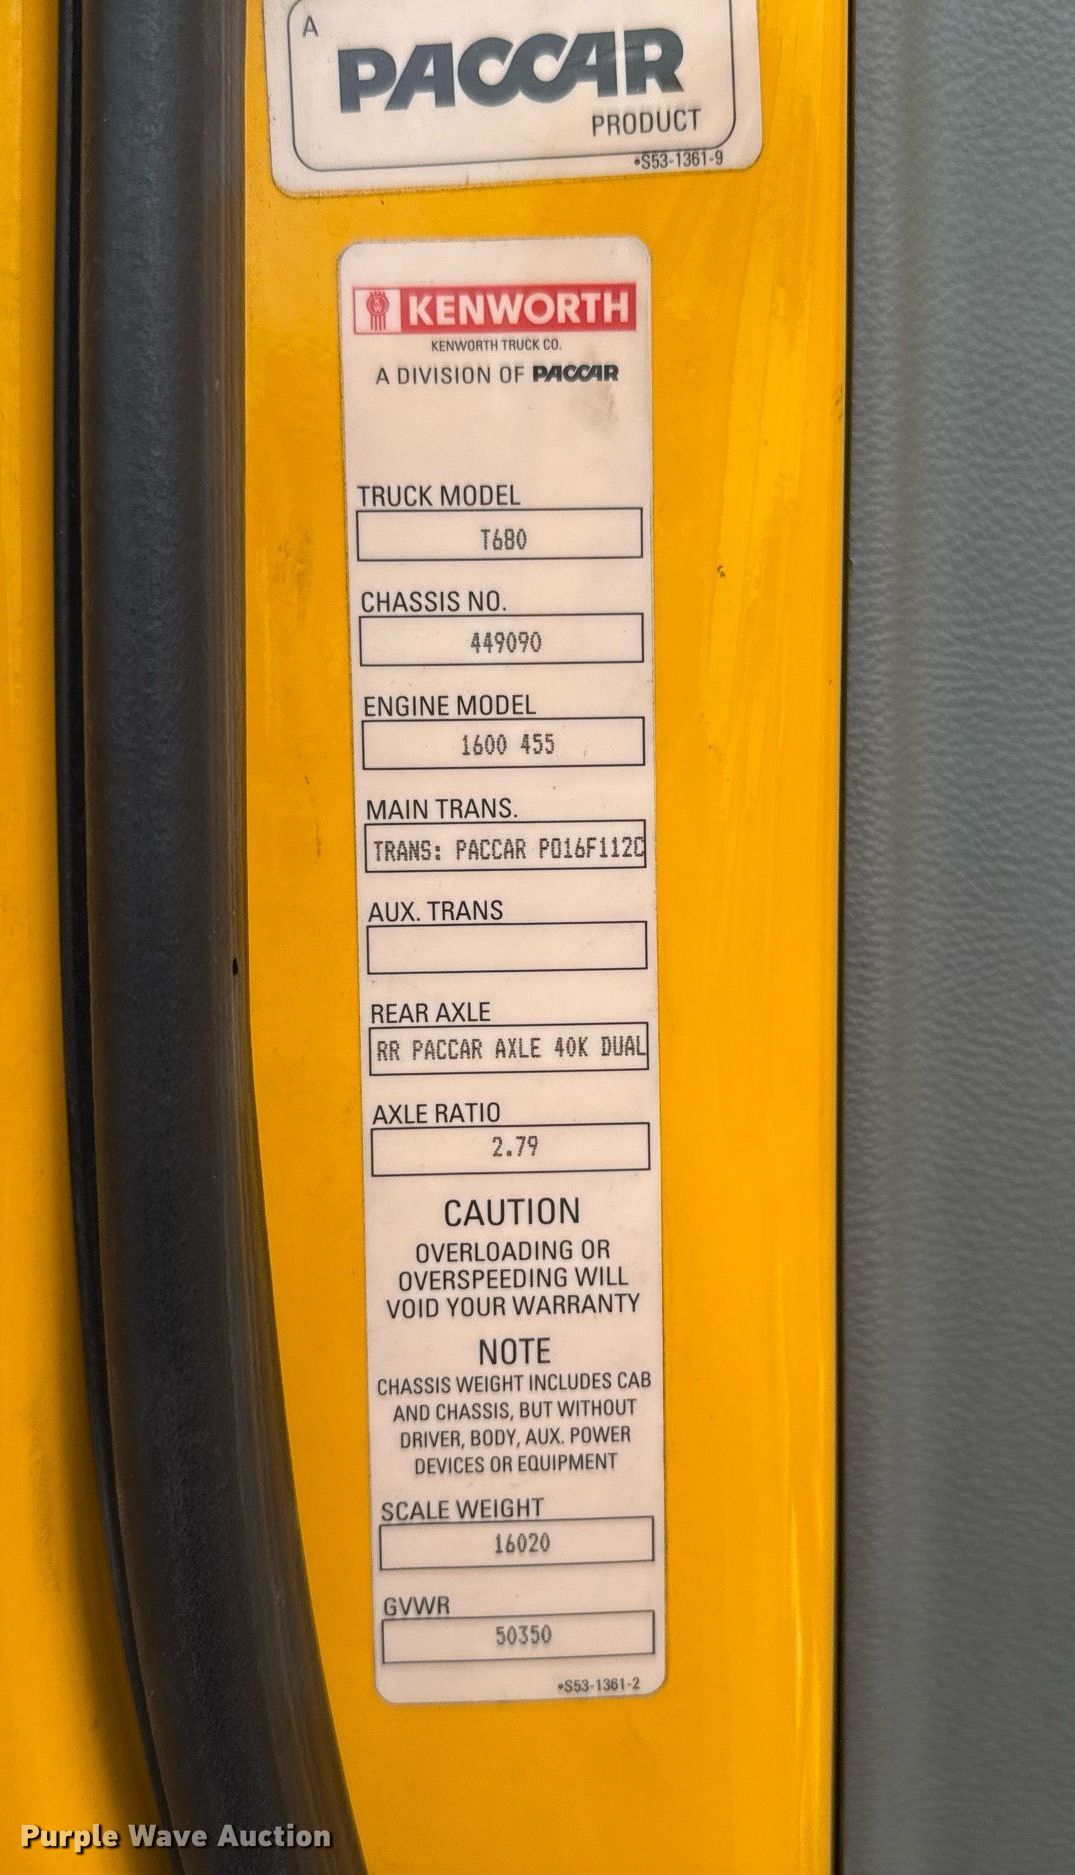 A
PACCAR
PRODUCT
•S53-1361-9
KENWORTH
KENWORTH TRUCK CO.
A DIVISION OF PACCAR
TRUCK MODEL
T680
CHASSIS NO.
449090
ENGINE MODEL
1600 455
MAIN TRANS.
TRANS: PACCAR PO16F112C
AUX. TRANS
REAR AXLE
RR PACCAR AXLE 40K DUAL
AXLE RATIO
2.79
CAUTION
OVERLOADING OR
OVERSPEEDING WILL
VOID YOUR WARRANTY
NOTE
CHASSIS WEIGHT INCLUDES CAB
AND CHASSIS, BUT WITHOUT
DRIVER, BODY, AUX. POWER
DEVICES OR EQUIPMENT
SCALE WEIGHT
16020
GVWR
50350
•S53-1361-2
Purple Wave Auction